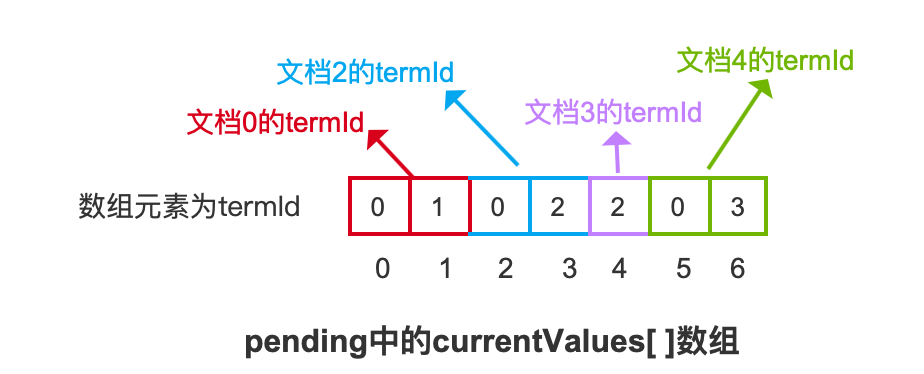 文档4的termId
文档2的termId
文档3的termId
文档0的termId
数组元素为termId 0 1 0 2 2 0 3
0 1 2 3 4 5 6
pending中的currentValues[ ]数组